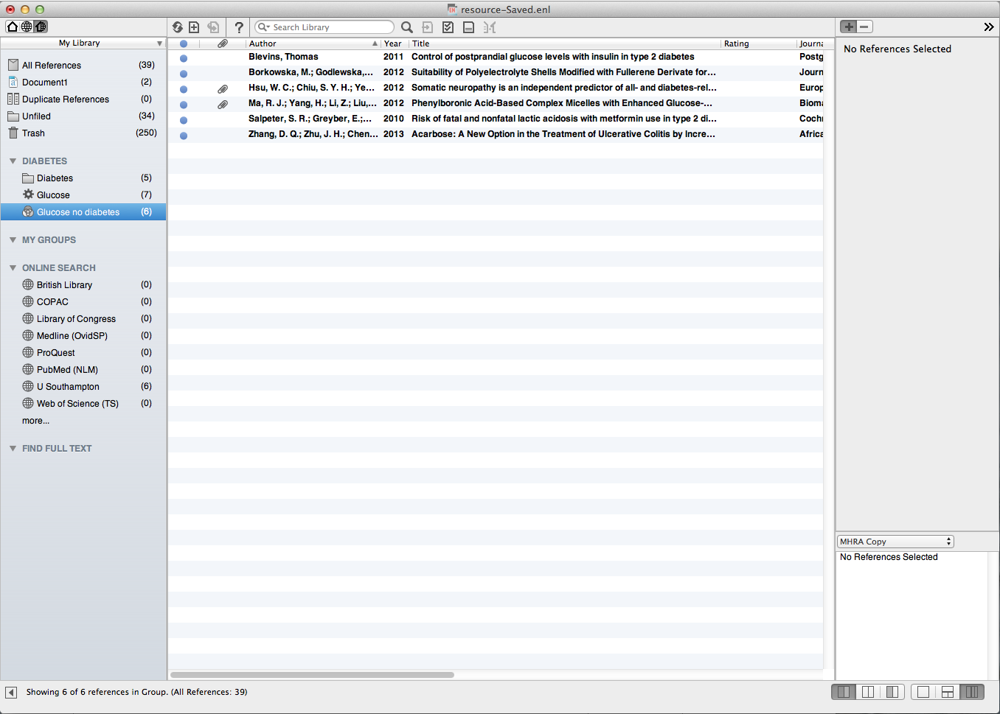 resource-Saved.enl
Search Library
My Library
All References (39)
Document1 (2)
Duplicate References (0)
Unfiled (34)
Trash (250)
DIABETES
Diabetes (5)
Glucose (7)
Glucose no diabetes (6)
MY GROUPS
ONLINE SEARCH
British Library (0)
COPAC (0)
Library of Congress (0)
Medline (OvidSP) (0)
ProQuest (0)
PubMed (NLM) (0)
U Southampton (6)
Web of Science (TS) (0)
more...
FIND FULL TEXT
Author Year Title Rating Journa
Blevins, Thomas 2011 Control of postprandial glucose levels with insulin in type 2 diabetes Postg
Borkowska, M.; Godlewska,... 2012 Suitability of Polyelectrolyte Shells Modified with Fullerene Derivate for... Journ
Hsu, W. C.; Chiu, S. Y. H.; Ye... 2012 Somatic neuropathy is an independent predictor of all- and diabetes-rel... Europ
Ma, R. J.; Yang, H.; Li, Z.; Liu,... 2012 Phenylboronic Acid-Based Complex Micelles with Enhanced Glucose-... Bioma
Salpeter, S. R.; Greyber, E.;... 2010 Risk of fatal and nonfatal lactic acidosis with metformin use in type 2 di... Cochr
Zhang, D. Q.; Zhu, J. H.; Chen... 2013 Acarbose: A New Option in the Treatment of Ulcerative Colitis by Incre... Africa
No References Selected
MHRA Copy
No References Selected
Showing 6 of 6 references in Group. (All References: 39)